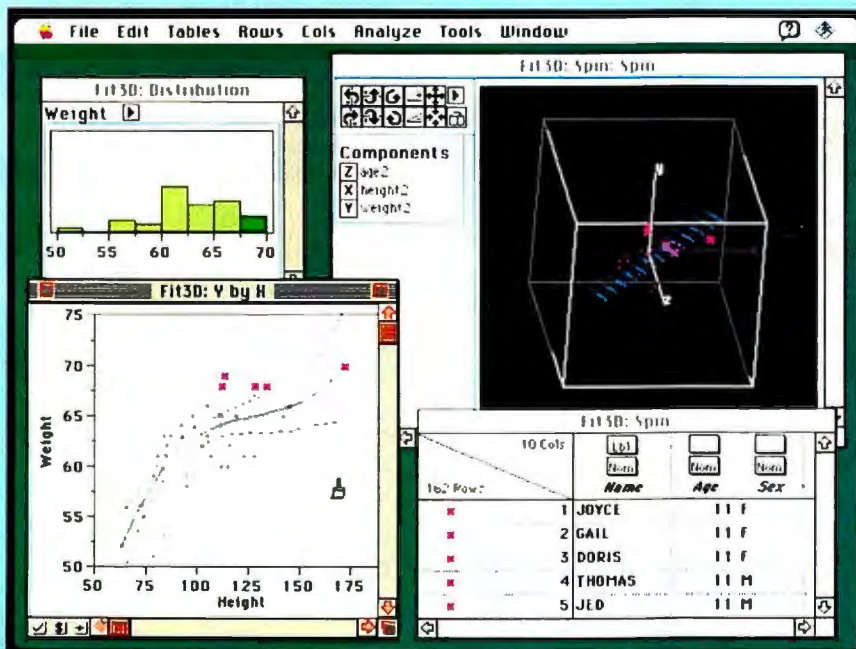 File Edit Tables Rows Cols Analyze Tools Window
Fit3D: Distribution
Weight
50 55 60 65 70
Fit3D: Spin: Spin
Components
Z age2
X height2
Y weight2
y
z
Fit3D: Y by X
75
70
65
60
55
50
Weight
50 75 100 125 150 175
Height
Fit3D: Spin
10 Cols
162 Rows
Lbl
Nom Nom Nom
Name Age Sex
1 JOYCE 11 F
2 GAIL 11 F
3 DORIS 11 F
4 THOMAS 11 M
5 JED 11 M